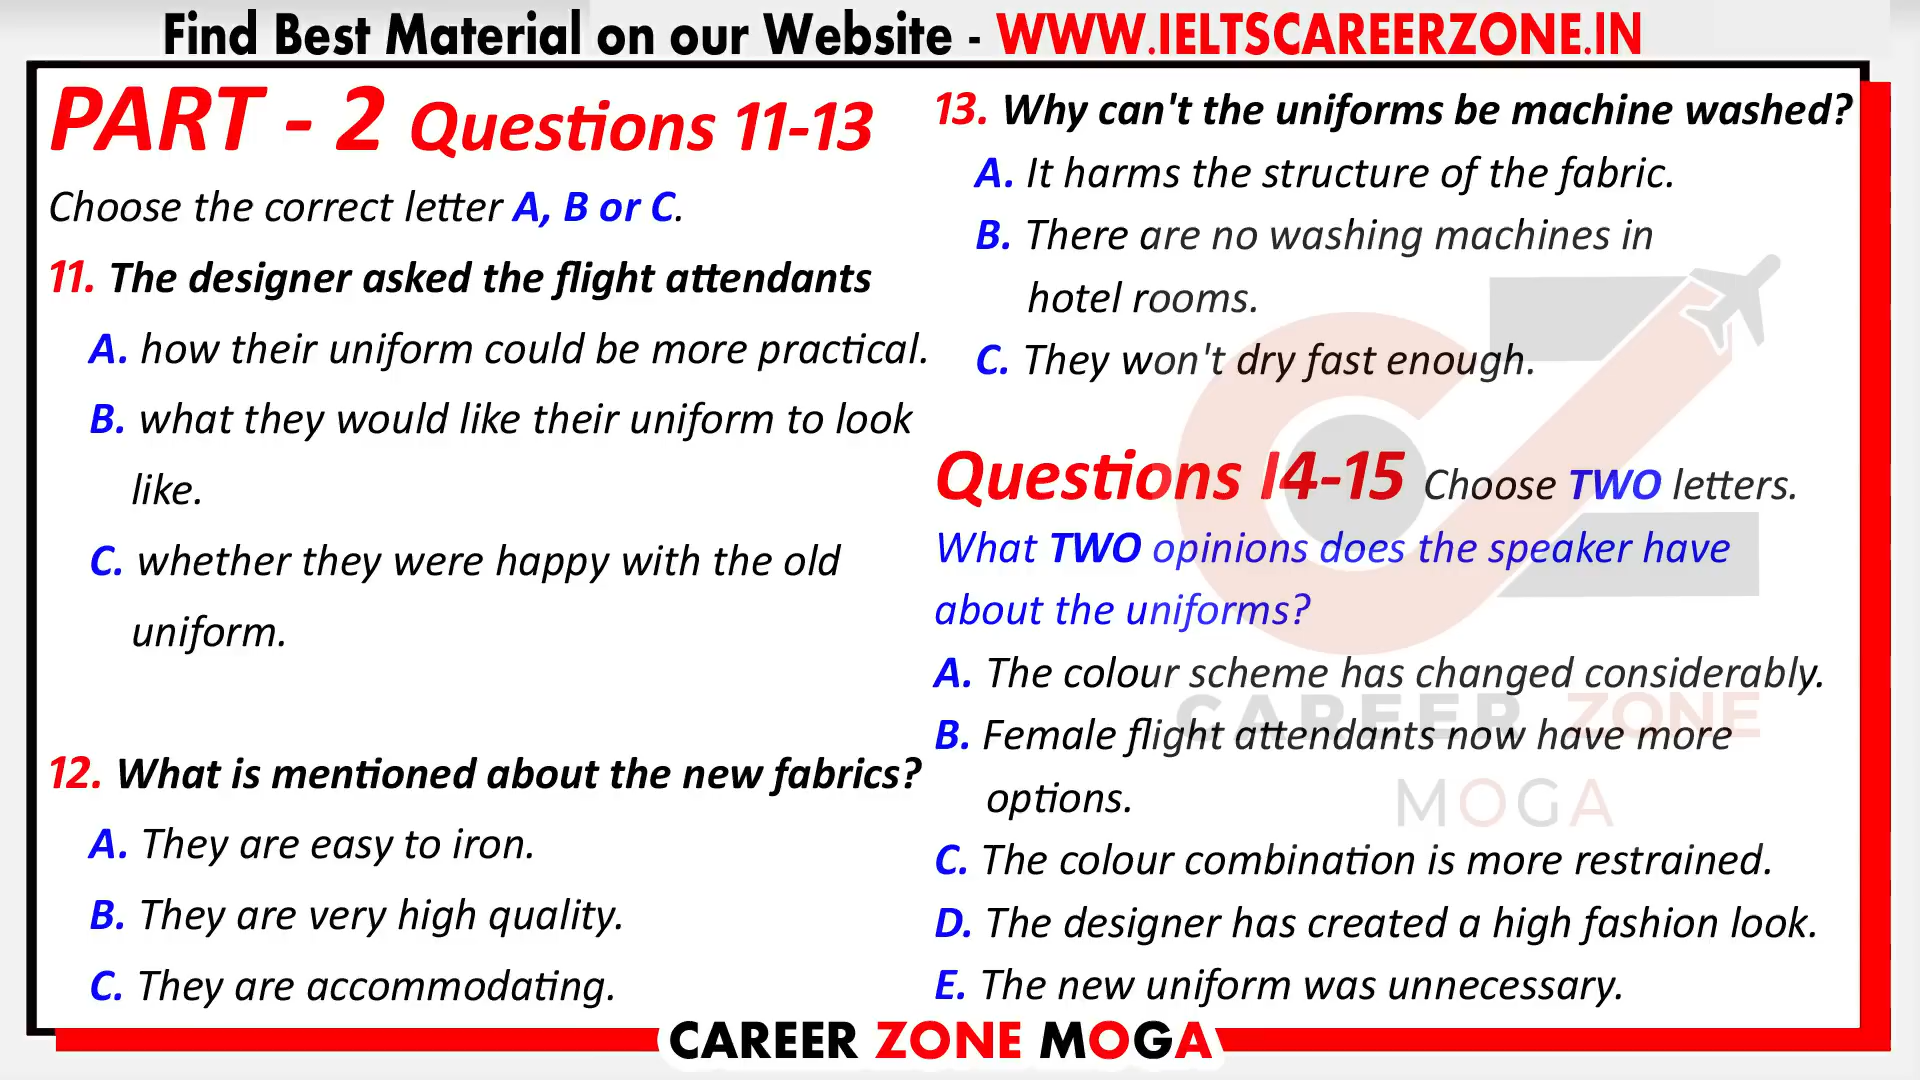 Find Best Material on our Website - WWW.IELTSCAREERZONE.IN
PART - 2 Questions 11-13
Choose the correct letter A, B or C.
11. The designer asked the flight attendants
A. how their uniform could be more practical.
B. what they would like their uniform to look
like.
C. whether they were happy with the old
uniform.
12. What is mentioned about the new fabrics?
A. They are easy to iron.
B. They are very high quality.
C. They are accommodating.
13. Why can't the uniforms be machine washed?
A. It harms the structure of the fabric.
B. There are no washing machines in
hotel rooms.
C. They won't dry fast enough.
Questions I4-15 Choose TWO letters.
What TWO opinions does the speaker have
about the uniforms?
A. The colour scheme has changed considerably.
B. Female flight attendants now have more
options.
C. The colour combination is more restrained.
D. The designer has created a high fashion look.
E. The new uniform was unnecessary.
CAREER ZONE
MOGA
CAREER ZONE MOGA